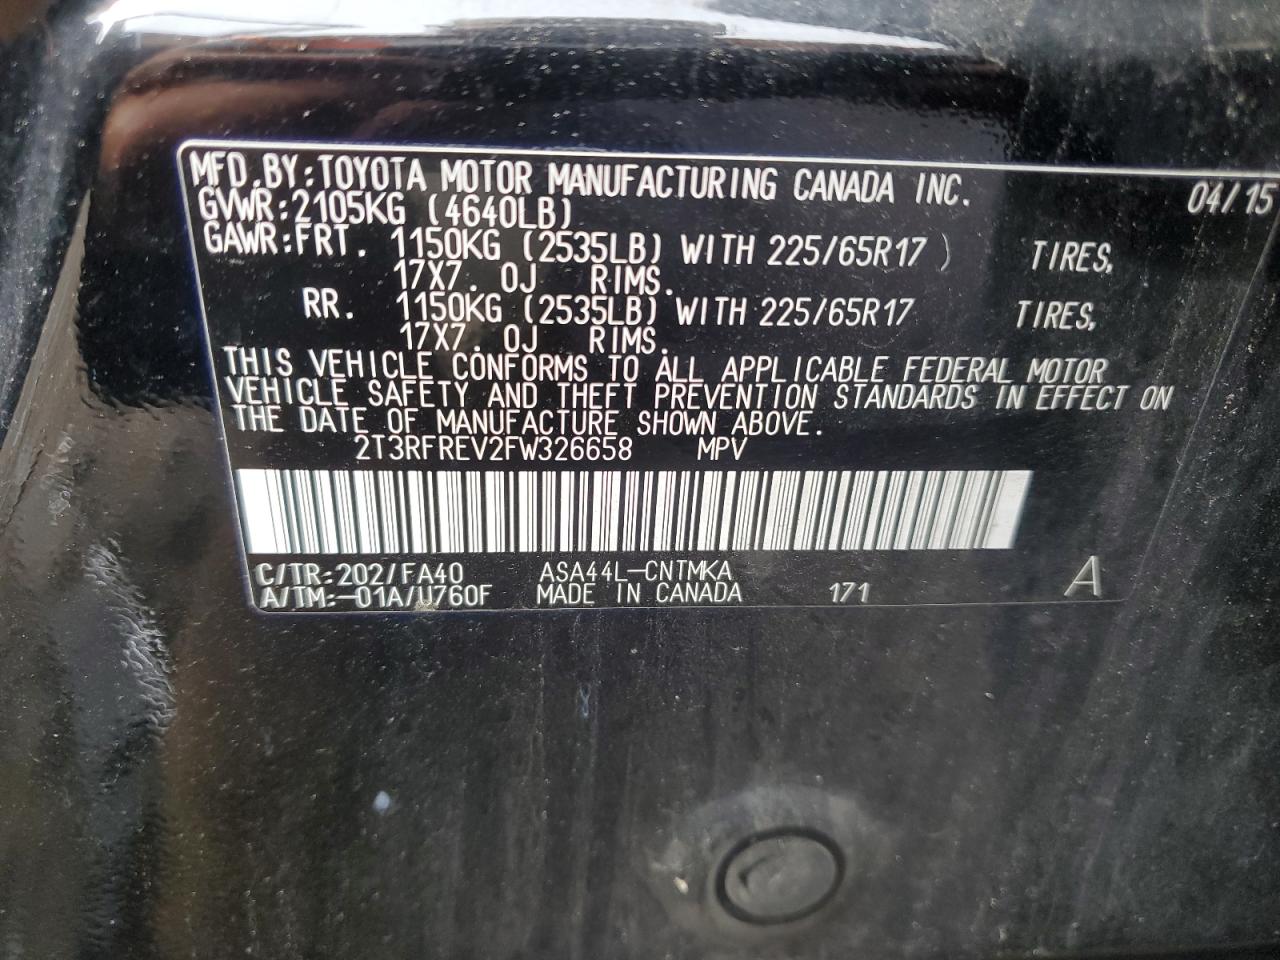 MFD.BY:TOYOTA MOTOR MANUFACTURING CANADA INC. 04/15
GVWR:2105KG (4640LB)
GAWR:FRT. 1150KG (2535LB) WITH 225/65R17 ) TIRES,
17X7. 0J RIMS.
RR. 1150KG (2535LB) WITH 225/65R17 TIRES,
17X7. 0J RIMS.
THIS VEHICLE CONFORMS TO ALL APPLICABLE FEDERAL MOTOR
VEHICLE SAFETY AND THEFT PREVENTION STANDARDS IN EFFECT ON
THE DATE OF MANUFACTURE SHOWN ABOVE.
2T3RFREV2FW326658 MPV
C/TR:202/FA40 ASA44L-CNTMKA A
A/TM:-01A/U760F MADE IN CANADA 171